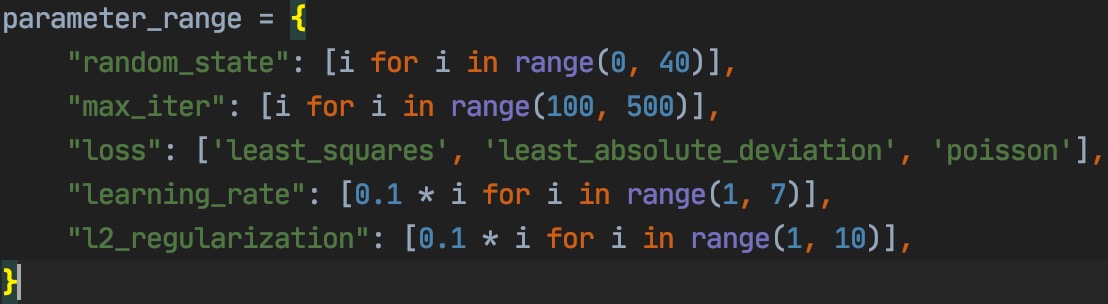 parameter_range = {
    "random_state": [i for i in range(0, 40)],
    "max_iter": [i for i in range(100, 500)],
    "loss": ['least_squares', 'least_absolute_deviation', 'poisson'],
    "learning_rate": [0.1 * i for i in range(1, 7)],
    "l2_regularization": [0.1 * i for i in range(1, 10)],
}